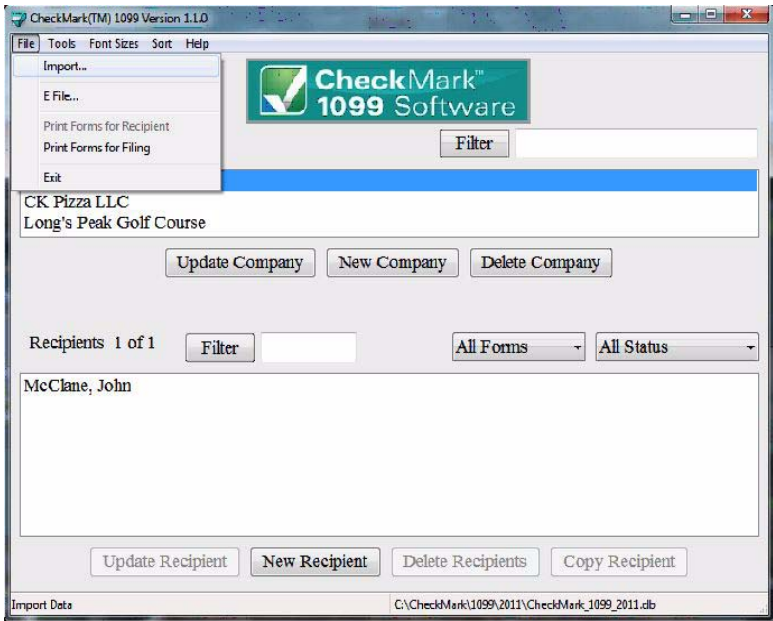 CheckMark(TM) 1099 Version 1.1.0
File Tools Font Sizes Sort Help
Import...
E File...
Print Forms for Recipient
Print Forms for Filing
Exit
CheckMark™
1099 Software
Filter
CK Pizza LLC
Long's Peak Golf Course
Update Company New Company Delete Company
Recipients 1 of 1 Filter All Forms All Status
McClane, John
Update Recipient New Recipient Delete Recipients Copy Recipient
Import Data C:\CheckMark\1099\2011\CheckMark_1099_2011.db